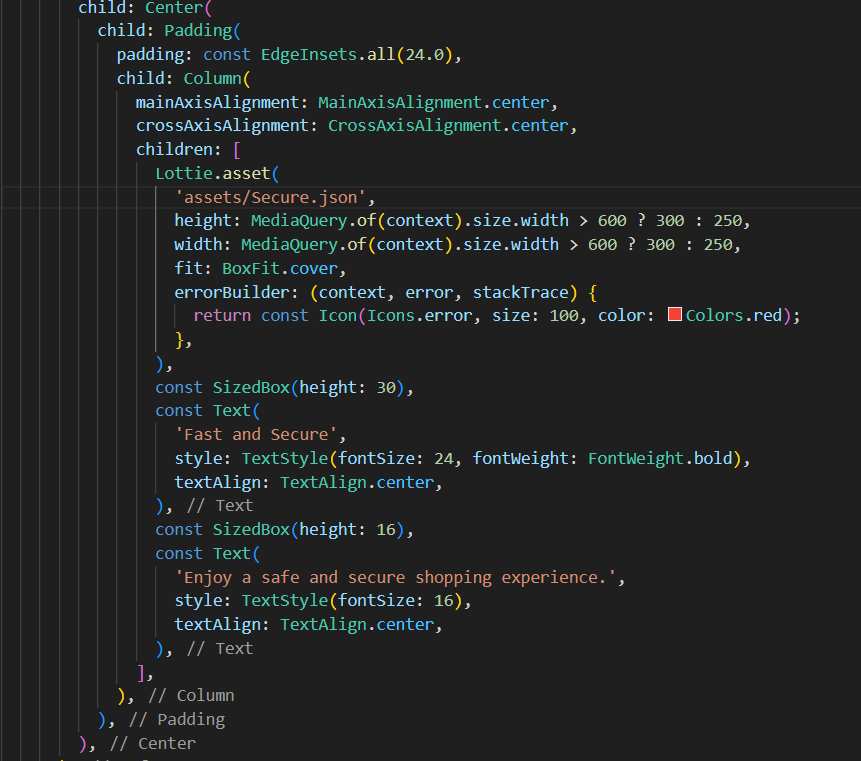 child: Center(
child: Padding(
padding: const EdgeInsets.all(24.0),
child: Column(
mainAxisAlignment: MainAxisAlignment.center,
crossAxisAlignment: CrossAxisAlignment.center,
children: [
Lottie.asset(
'assets/Secure.json',
height: MediaQuery.of(context).size.width > 600 ? 300 : 250,
width: MediaQuery.of(context).size.width > 600 ? 300 : 250,
fit: BoxFit.cover,
errorBuilder: (context, error, stackTrace) {
return const Icon(Icons.error, size: 100, color: Colors.red);
},
),
const SizedBox(height: 30),
const Text(
'Fast and Secure',
style: TextStyle(fontSize: 24, fontWeight: FontWeight.bold),
textAlign: TextAlign.center,
), // Text
const SizedBox(height: 16),
const Text(
'Enjoy a safe and secure shopping experience.',
style: TextStyle(fontSize: 16),
textAlign: TextAlign.center,
), // Text
],
), // Column
), // Padding
), // Center